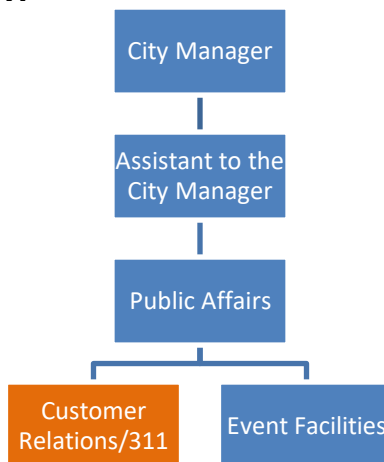 City Manager
Assistant to the
City Manager
Public Affairs
Customer
Relations/311
Event Facilities